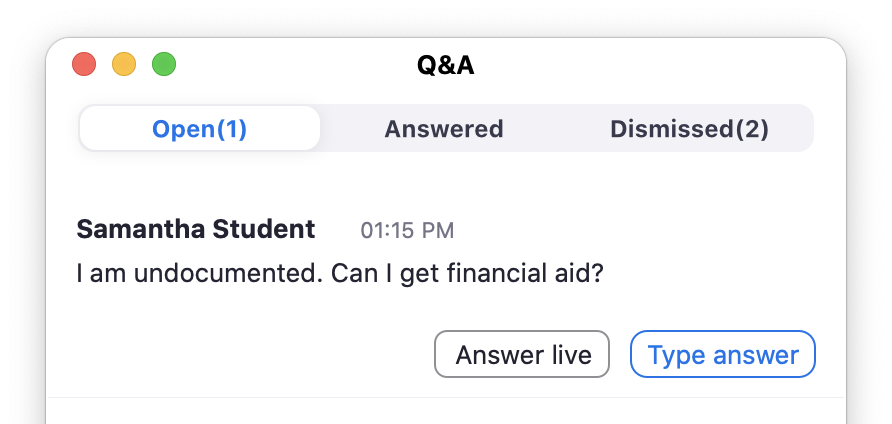 Q&A
Open(1) Answered Dismissed(2)
Samantha Student 01:15 PM
I am undocumented. Can I get financial aid?
Answer live Type answer